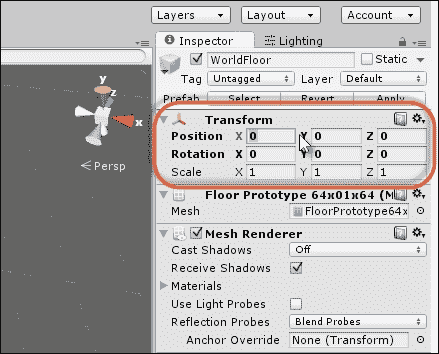 Layers Layout Account
Inspector Lighting
WorldFloor Static
Tag Untagged Layer Default
Prefab Select Revert Apply
Transform
Position X 0 Y 0 Z 0
Rotation X 0 Y 0 Z 0
Scale X 1 Y 1 Z 1
Floor Prototype 64x01x64 (M
Mesh FloorPrototype64x
Mesh Renderer
Cast Shadows Off
Receive Shadows
Materials
Use Light Probes
Reflection Probes Blend Probes
Anchor Override None (Transform)
y
z
x
Persp